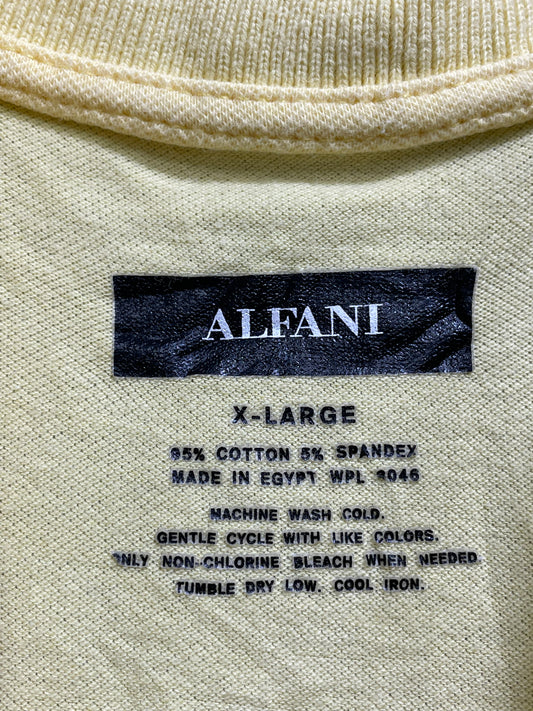 ALFANI
X-LARGE
95% COTTON 5% SPANDEX
MADE IN EGYPT WPL
MACHINE WASH COLD.
GENTLE CYCLE WITH LIKE COLORS.
ONLY NON-CHLORINE BLEACH WHEN NEEDED
TUMBLE DRY LOW. COOL IRON.